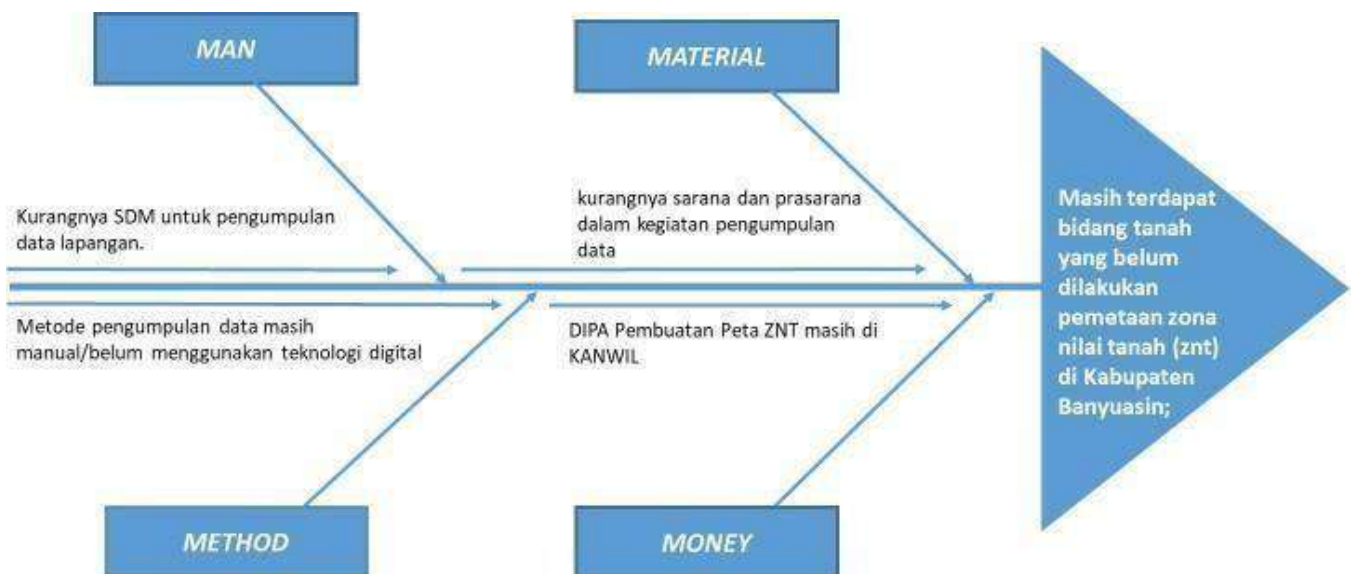 MAN
MATERIAL
Kurangnya SDM untuk pengumpulan
data lapangan.
kurangnya sarana dan prasarana
dalam kegiatan pengumpulan
data
Metode pengumpulan data masih
manual/belum menggunakan teknologi digital
DIPA Pembuatan Peta ZNT masih di
KANWIL
METHOD
MONEY
Masih terdapat
bidang tanah
yang belum
dilakukan
pemetaan zona
nilai tanah (znt)
di Kabupaten
Banyuasin;